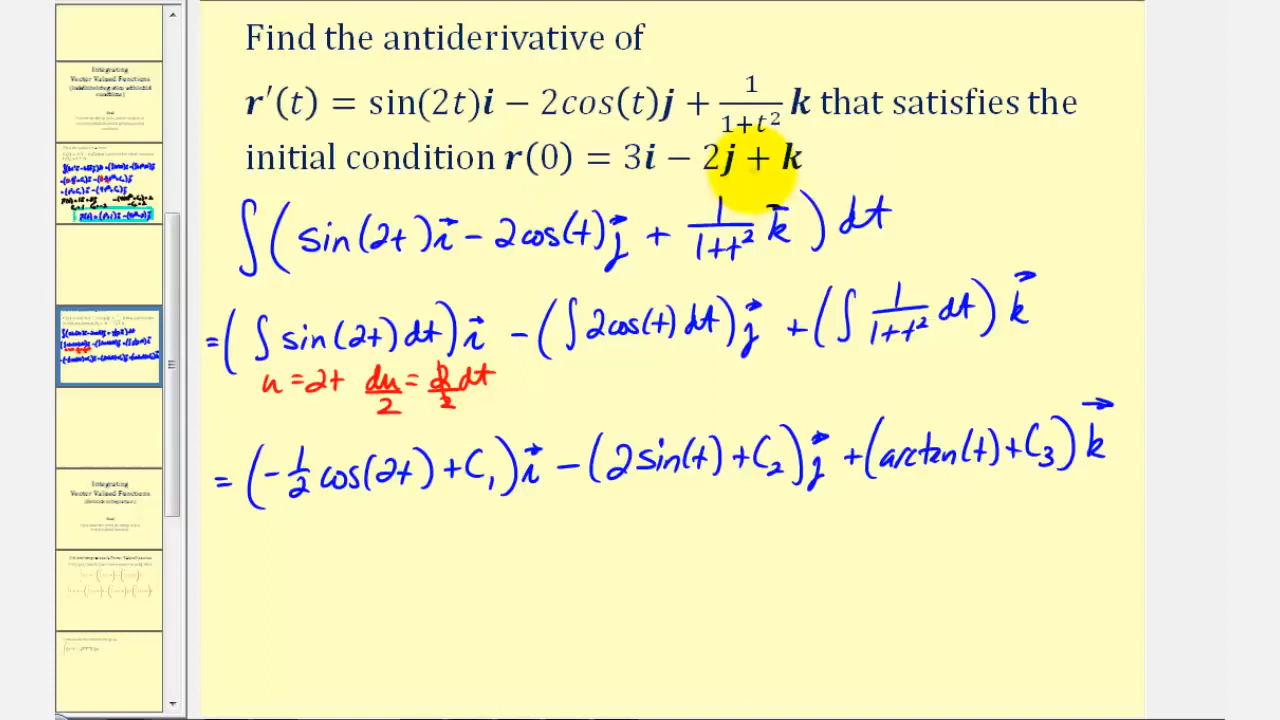 Find the antiderivative of
r′(t) = sin(2t)i − 2cos(t)j + 1/(1+t²) k that satisfies the
initial condition r(0) = 3i − 2j + k
∫( sin(2t)i⃗ − 2cos(t)j⃗ + 1/(1+t²) k⃗ ) dt
= ( ∫ sin(2t) dt ) i⃗ − ( ∫ 2cos(t) dt ) j⃗ + ( ∫ 1/(1+t²) dt ) k⃗
u = 2t du/2 = 2/2 dt
= ( −1/2 cos(2t) + C₁ ) i⃗ − ( 2sin(t) + C₂ ) j⃗ + ( arctan(t) + C₃ ) k⃗
Integrating
Vector Valued Functions
Integrating
Vector Valued Functions